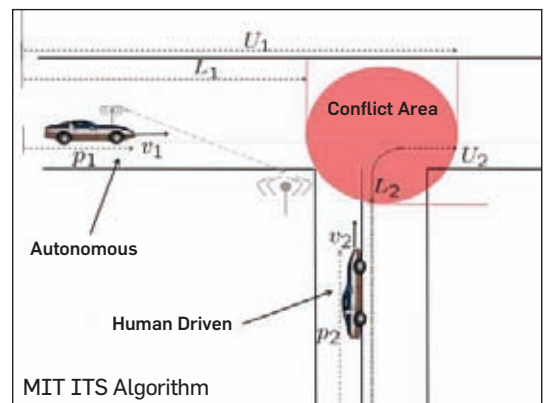 U1
L1
Conflict Area
p1
v1
U2
L2
Autonomous
v2
Human Driven
p2
MIT ITS Algorithm